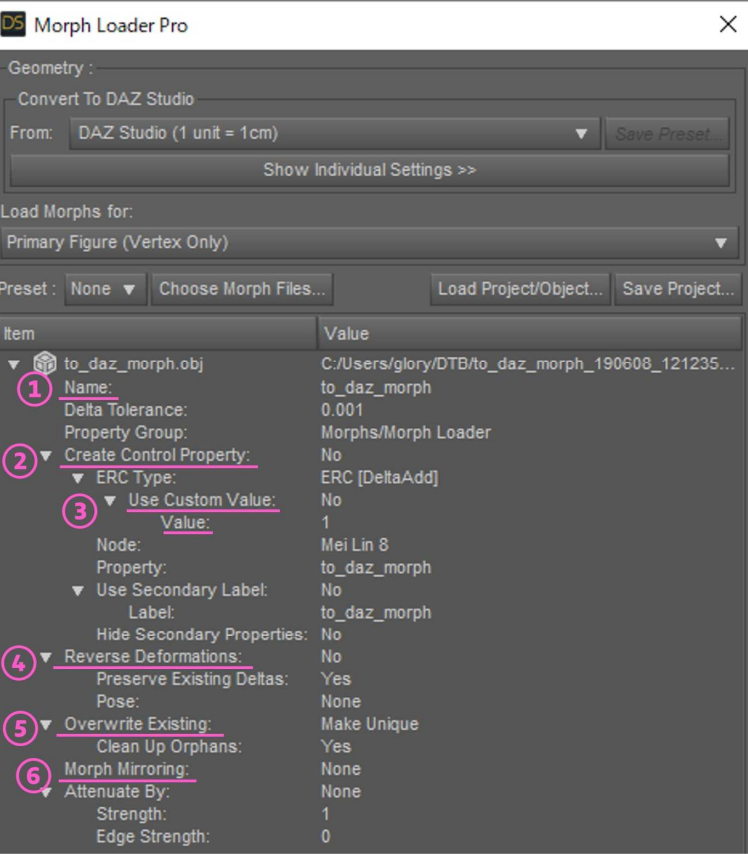 DS Morph Loader Pro
Geometry :
Convert To DAZ Studio
From: DAZ Studio (1 unit = 1cm) Save Preset...
Show Individual Settings >>
Load Morphs for:
Primary Figure (Vertex Only)
Preset : None Choose Morph Files... Load Project/Object... Save Project...
Item Value
to_daz_morph.obj C:/Users/glory/DTB/to_daz_morph_190608_121235...
① Name: to_daz_morph
Delta Tolerance: 0.001
Property Group: Morphs/Morph Loader
② Create Control Property: No
ERC Type: ERC [DeltaAdd]
③ Use Custom Value: No
Value: 1
Node: Mei Lin 8
Property: to_daz_morph
Use Secondary Label: No
Label: to_daz_morph
Hide Secondary Properties: No
④ Reverse Deformations: No
Preserve Existing Deltas: Yes
Pose: None
⑤ Overwrite Existing: Make Unique
Clean Up Orphans: Yes
⑥ Morph Mirroring: None
Attenuate By: None
Strength: 1
Edge Strength: 0